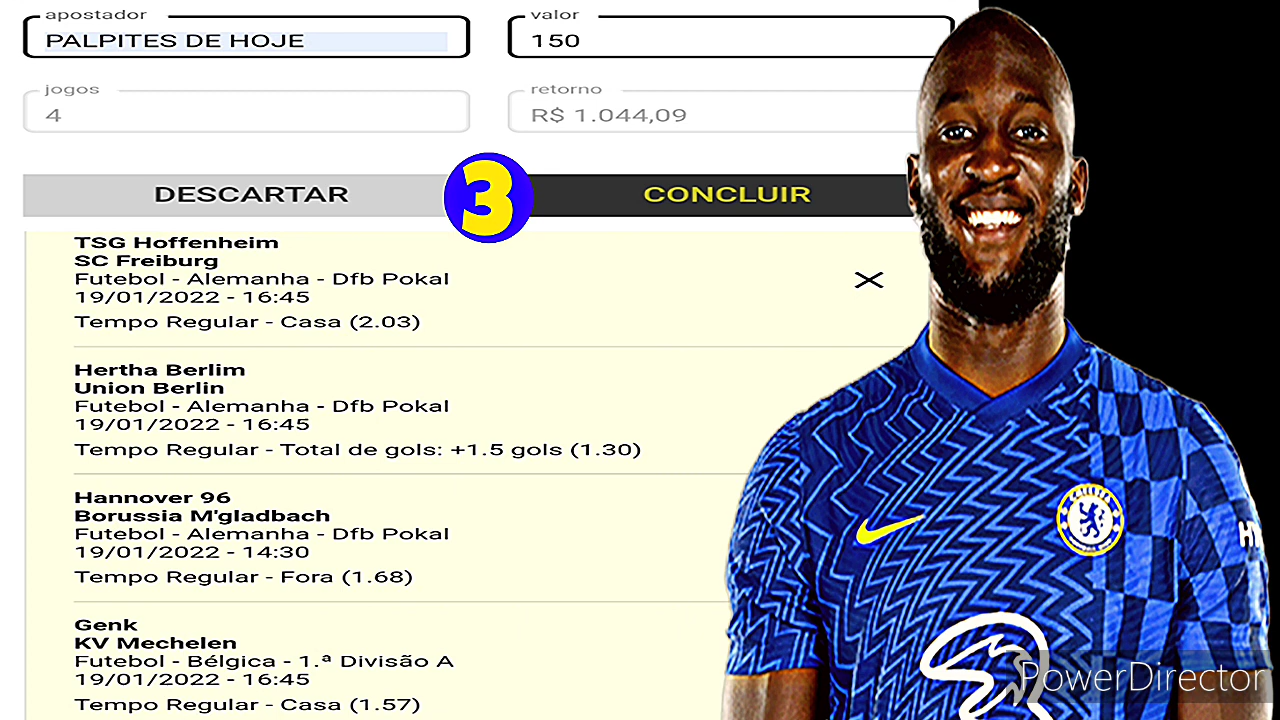 apostador
PALPITES DE HOJE
valor
150
jogos
4
retorno
R$ 1.044,09
DESCARTAR
3
CONCLUIR
TSG Hoffenheim
SC Freiburg
Futebol - Alemanha - Dfb Pokal
19/01/2022 - 16:45
Tempo Regular - Casa (2.03)
Hertha Berlim
Union Berlin
Futebol - Alemanha - Dfb Pokal
19/01/2022 - 16:45
Tempo Regular - Total de gols: +1.5 gols (1.30)
Hannover 96
Borussia M'gladbach
Futebol - Alemanha - Dfb Pokal
19/01/2022 - 14:30
Tempo Regular - Fora (1.68)
Genk
KV Mechelen
Futebol - Bélgica - 1.ª Divisão A
19/01/2022 - 16:45
Tempo Regular - Casa (1.57)
CHELSEA
PowerDirector